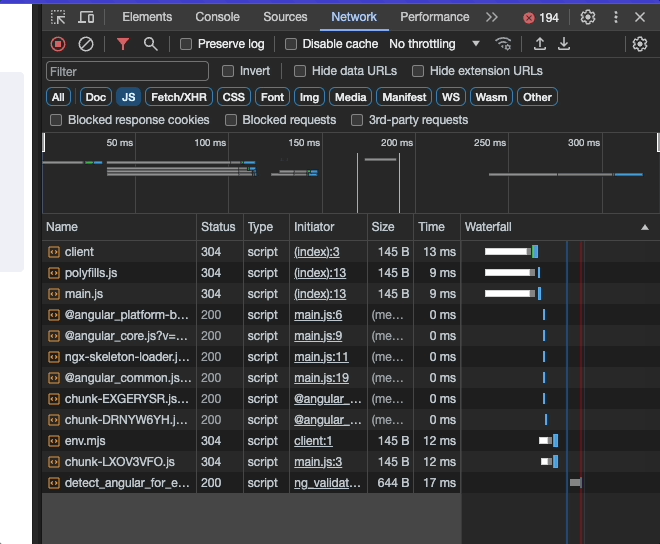 Elements Console Sources Network Performance 194
Preserve log Disable cache No throttling
Filter Invert Hide data URLs Hide extension URLs
All Doc JS Fetch/XHR CSS Font Img Media Manifest WS Wasm Other
Blocked response cookies Blocked requests 3rd-party requests
50 ms 100 ms 150 ms 200 ms 250 ms 300 ms
Name Status Type Initiator Size Time Waterfall
client 304 script (index):3 145 B 13 ms
polyfills.js 304 script (index):13 145 B 9 ms
main.js 304 script (index):13 145 B 9 ms
@angular_platform-b... 200 script main.js:6 (me... 0 ms
@angular_core.js?v=... 200 script main.js:9 (me... 0 ms
ngx-skeleton-loader.j... 200 script main.js:11 (me... 0 ms
@angular_common.js... 200 script main.js:19 (me... 0 ms
chunk-EXGERYSR.js... 200 script @angular_... (me... 0 ms
chunk-DRNYW6YH.j... 200 script @angular_... (me... 0 ms
env.mjs 304 script client:1 145 B 12 ms
chunk-LXOV3VFO.js 304 script main.js:3 145 B 12 ms
detect_angular_for_e... 200 script ng_validat... 644 B 17 ms